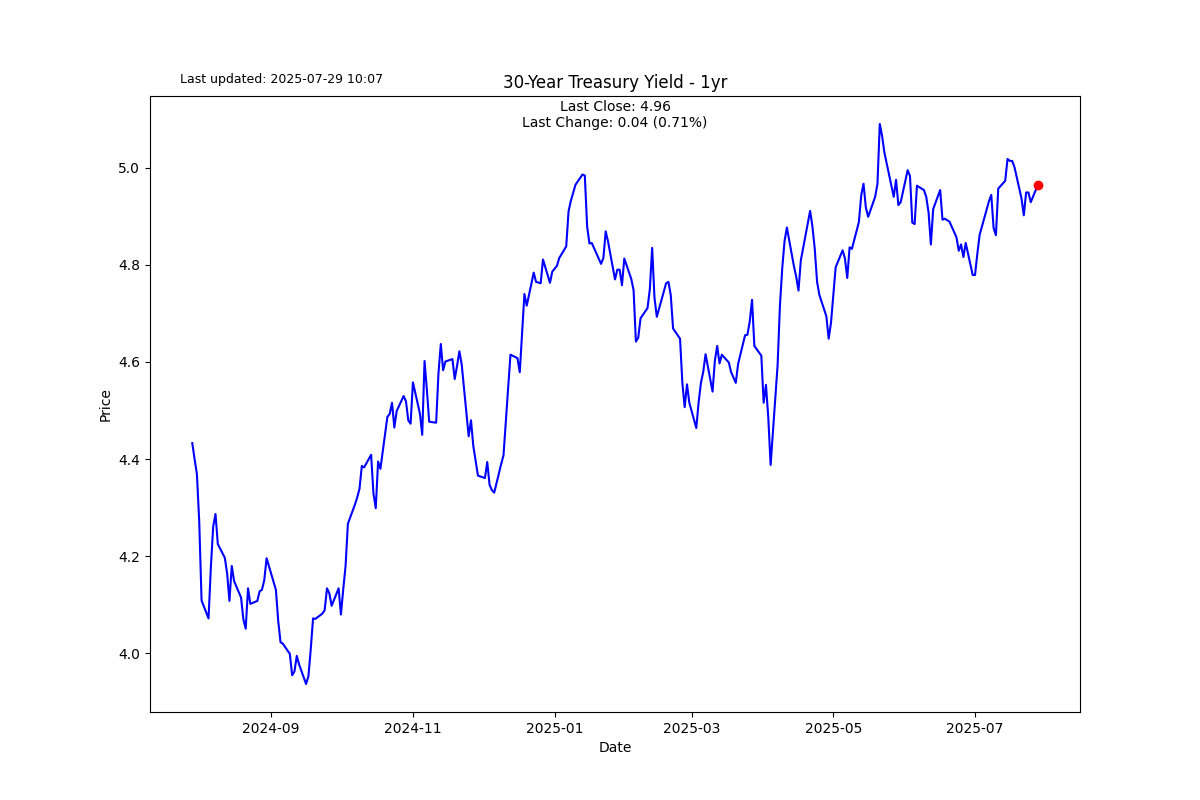 Last updated: 2025-07-29 10:07
30-Year Treasury Yield - 1yr
Last Close: 4.96
Last Change: 0.04 (0.71%)
5.0
4.8
4.6
4.4
4.2
4.0
Price
2024-09
2024-11
2025-01
2025-03
2025-05
2025-07
Date